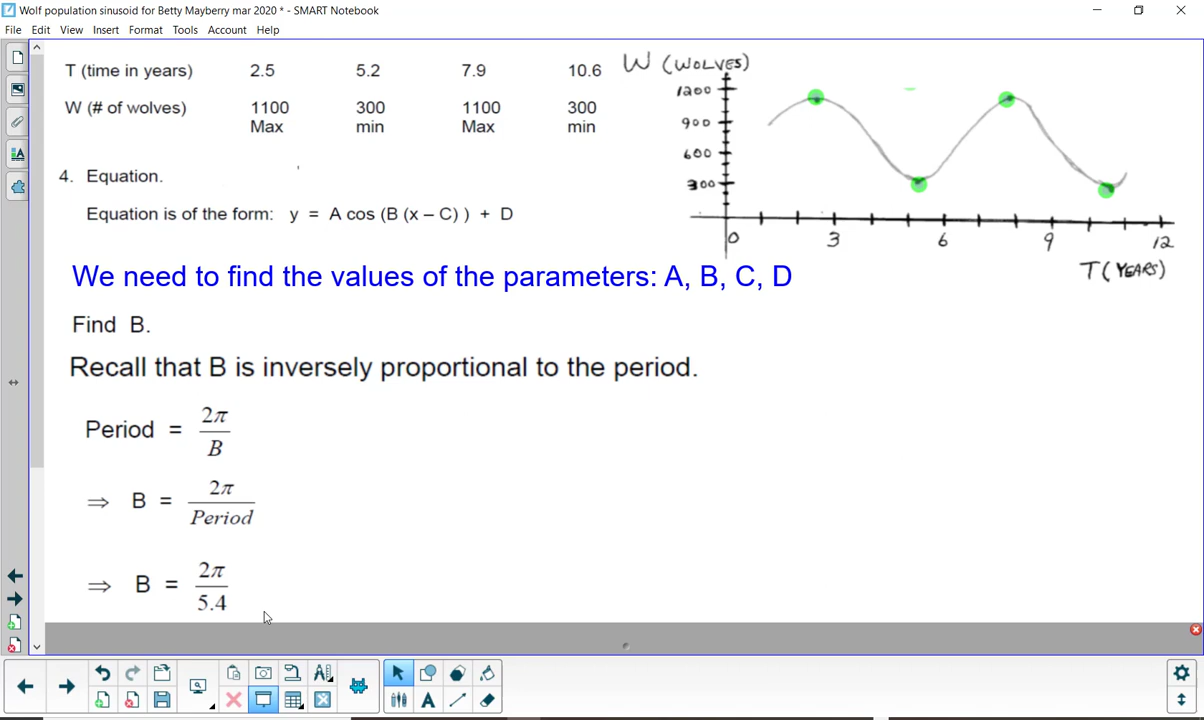 Wolf population sinusoid for Betty Mayberry mar 2020 * - SMART Notebook
File Edit View Insert Format Tools Account Help
T (time in years) 2.5 5.2 7.9 10.6
W (# of wolves) 1100 300 1100 300
Max min Max min
W (WOLVES)
1200
900
600
300
0 3 6 9 12
T (YEARS)
4. Equation.
Equation is of the form: y = A cos (B (x – C) ) + D
We need to find the values of the parameters: A, B, C, D
Find B.
Recall that B is inversely proportional to the period.
Period = 2π / B
⇒ B = 2π / Period
⇒ B = 2π / 5.4